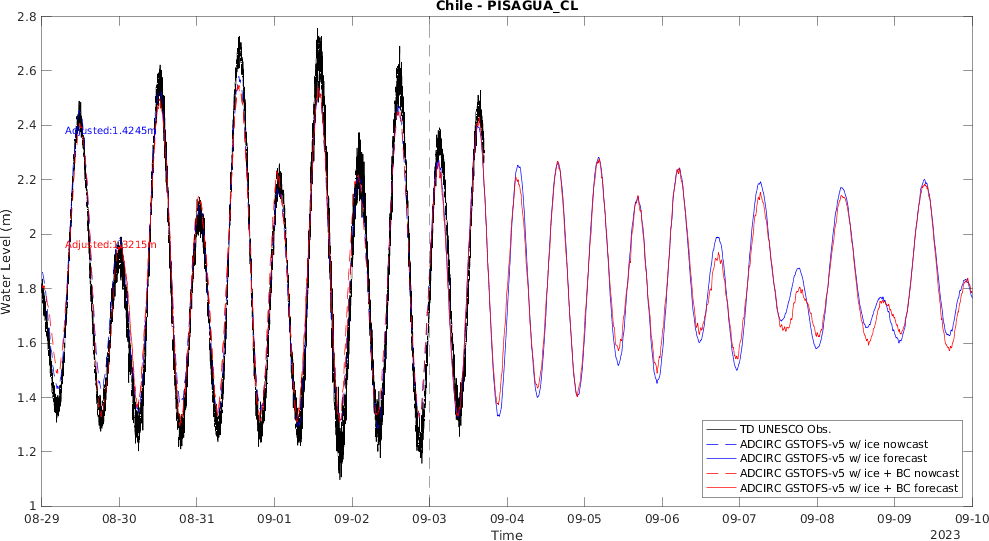 Chile - PISAGUA_CL
2.8
2.6
2.4
2.2
2
1.8
1.6
1.4
1.2
1
Water Level (m)
Adjusted:1.4245m
Adjusted:1.3215m
TD UNESCO Obs.
ADCIRC GSTOFS-v5 w/ ice nowcast
ADCIRC GSTOFS-v5 w/ ice forecast
ADCIRC GSTOFS-v5 w/ ice + BC nowcast
ADCIRC GSTOFS-v5 w/ ice + BC forecast
08-29 08-30 08-31 09-01 09-02 09-03 09-04 09-05 09-06 09-07 09-08 09-09 09-10
Time
2023